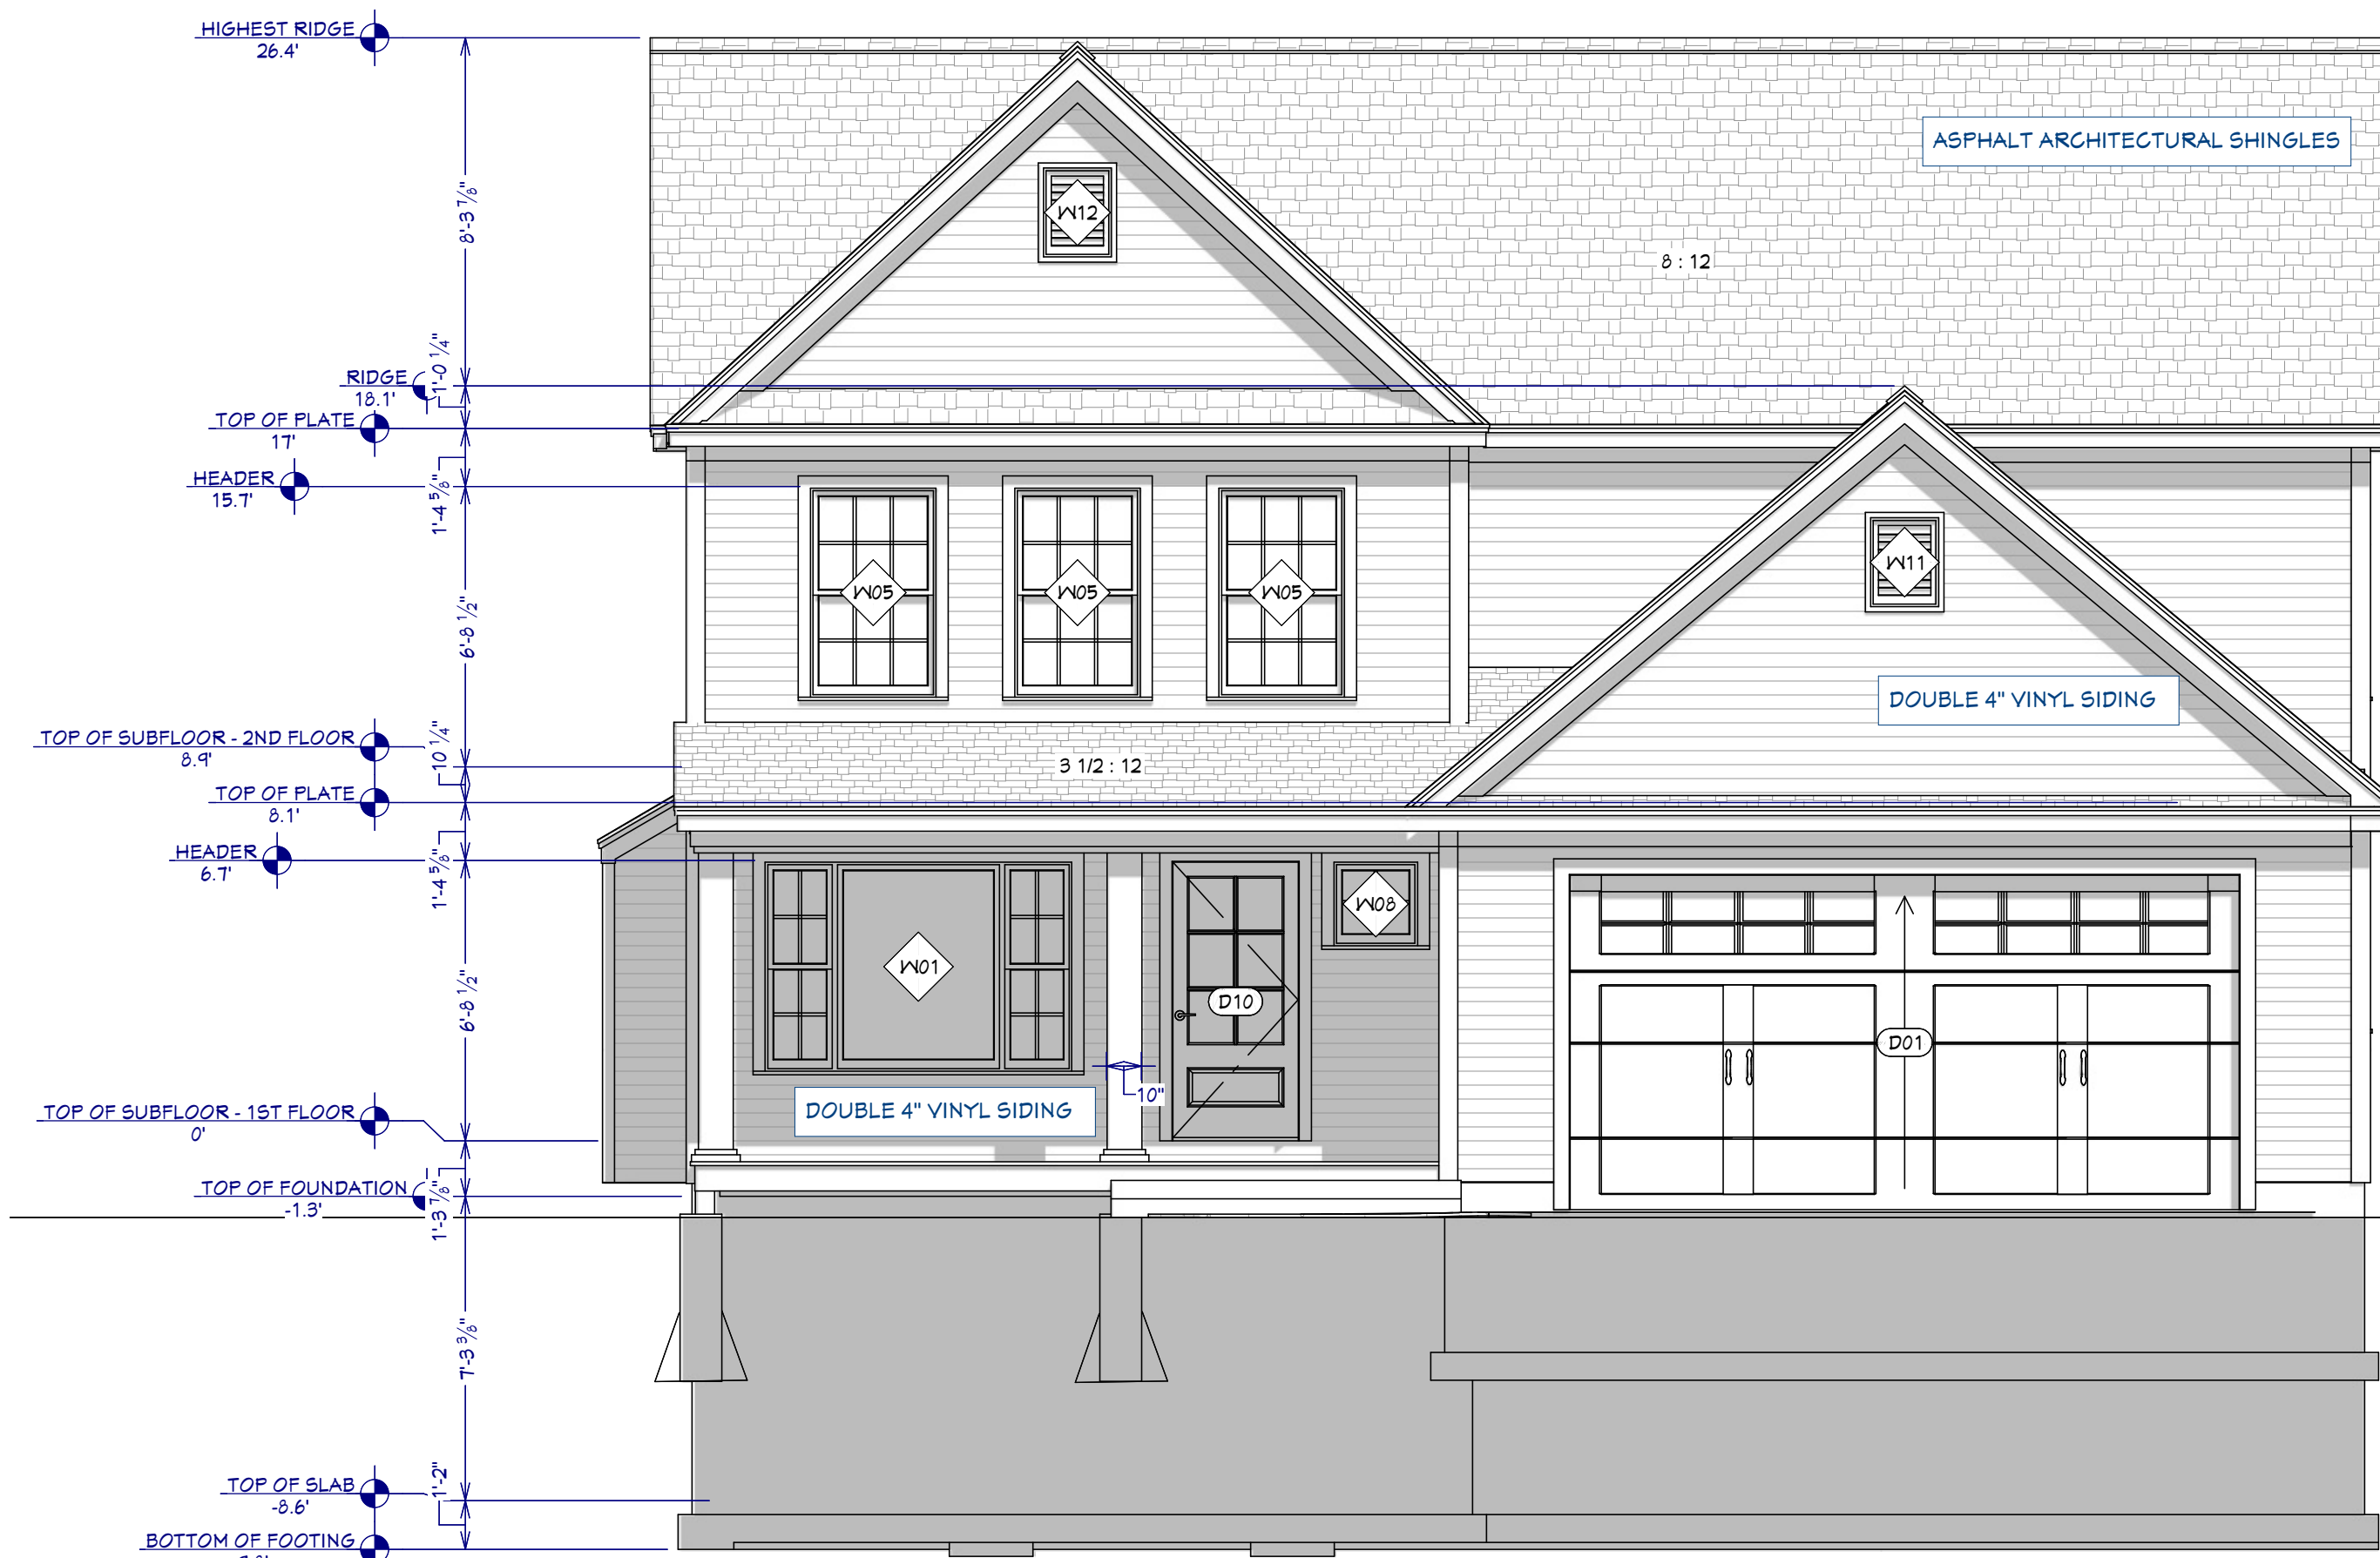 HIGHEST RIDGE
26.4'
8'-3 7/8"
ASPHALT ARCHITECTURAL SHINGLES
W12
8 : 12
RIDGE
18.1'
1'-0 1/4"
TOP OF PLATE
17'
HEADER
15.7'
1'-4 5/8"
W05
W05
W05
W11
6'-8 1/2"
DOUBLE 4" VINYL SIDING
TOP OF SUBFLOOR - 2ND FLOOR
8.9'
10 1/4"
3 1/2 : 12
TOP OF PLATE
8.1'
HEADER
6.7'
1'-4 5/8"
W08
W01
D10
6'-8 1/2"
D01
10"
DOUBLE 4" VINYL SIDING
TOP OF SUBFLOOR - 1ST FLOOR
0'
TOP OF FOUNDATION
-1.3'
1'-3 7/8"
7'-3 3/8"
TOP OF SLAB
-8.6'
1'-2"
BOTTOM OF FOOTING